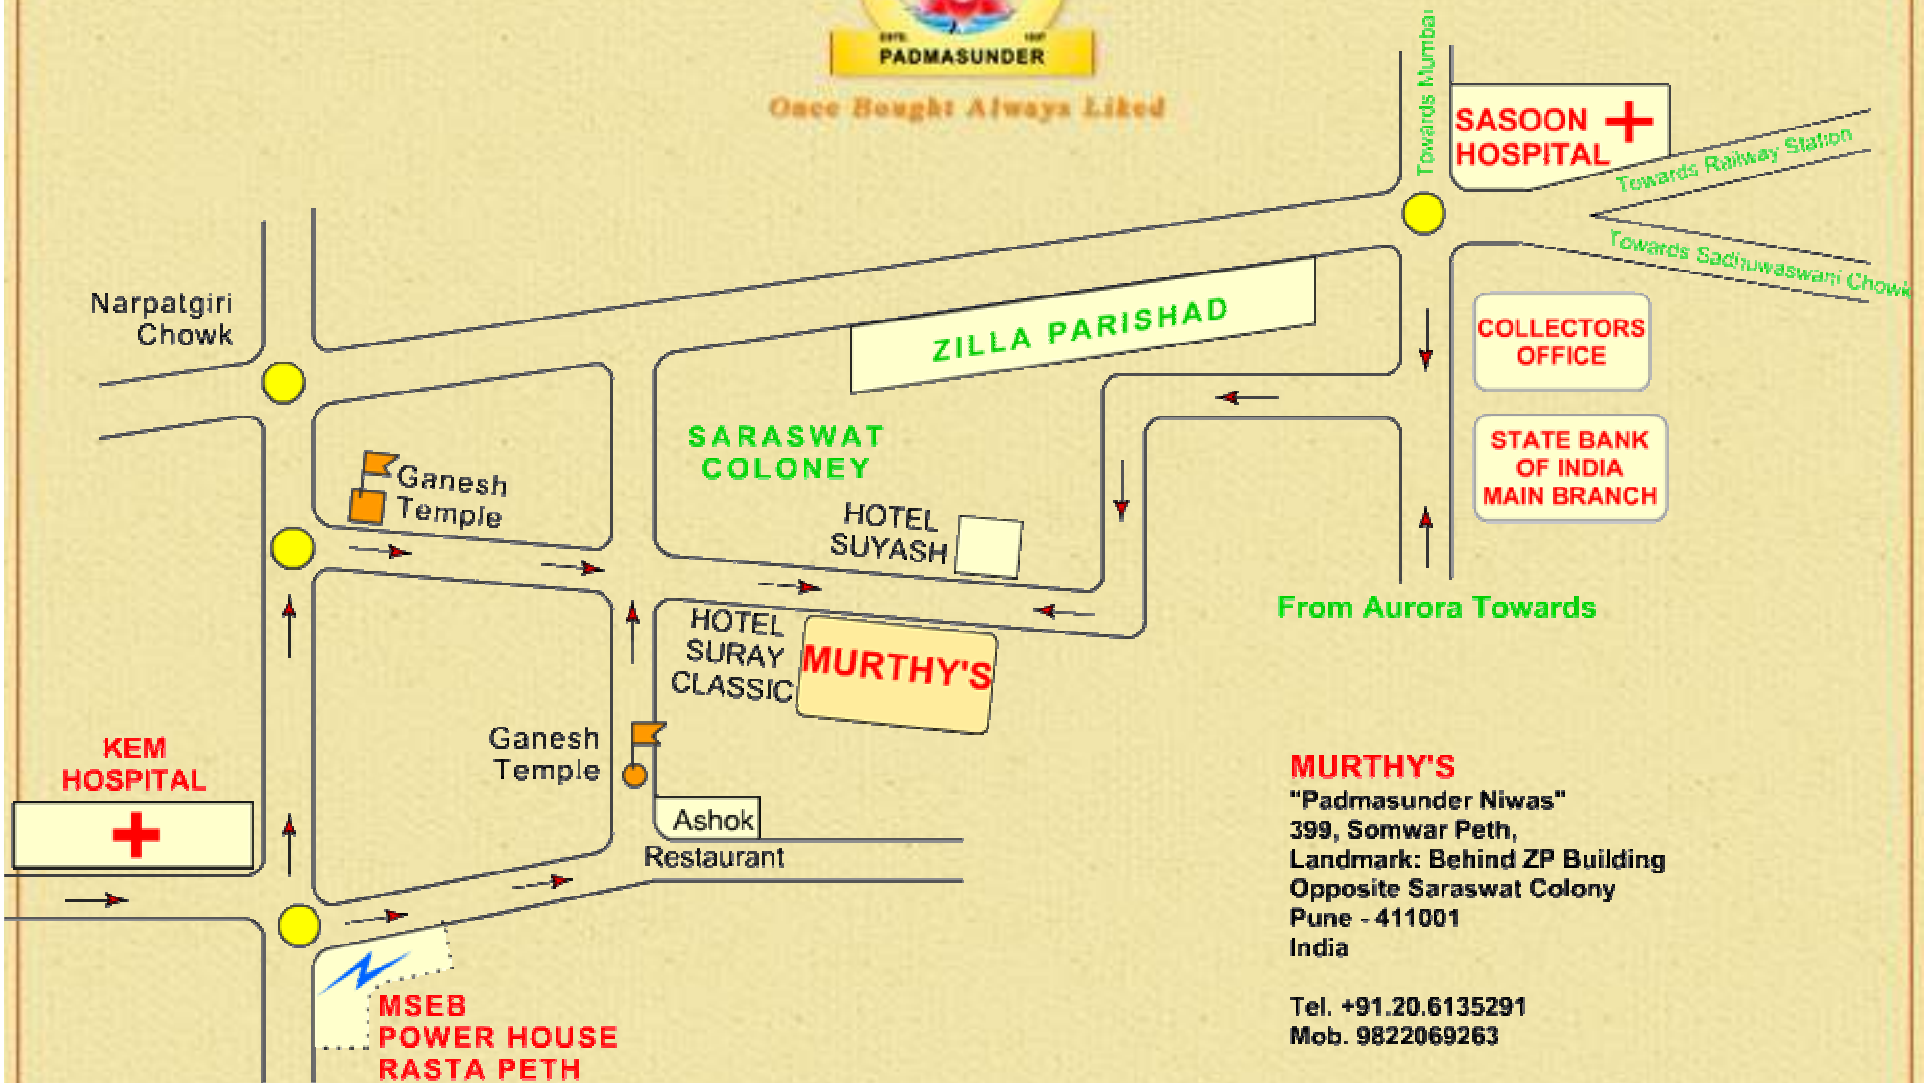 ESTD. 1897
PADMASUNDER
Once Bought Always Liked
Towards Mumbai
SASOON
HOSPITAL
Towards Railway Station
Towards Sadhuwaswani Chowk
Narpatgiri
Chowk
ZILLA PARISHAD
COLLECTORS
OFFICE
STATE BANK
OF INDIA
MAIN BRANCH
SARASWAT
COLONEY
Ganesh
Temple
HOTEL
SUYASH
From Aurora Towards
HOTEL
SURAY
CLASSIC
MURTHY'S
Ganesh
Temple
KEM
HOSPITAL
Ashok
Restaurant
MURTHY'S
"Padmasunder Niwas"
399, Somwar Peth,
Landmark: Behind ZP Building
Opposite Saraswat Colony
Pune - 411001
India
Tel. +91.20.6135291
Mob. 9822069263
MSEB
POWER HOUSE
RASTA PETH